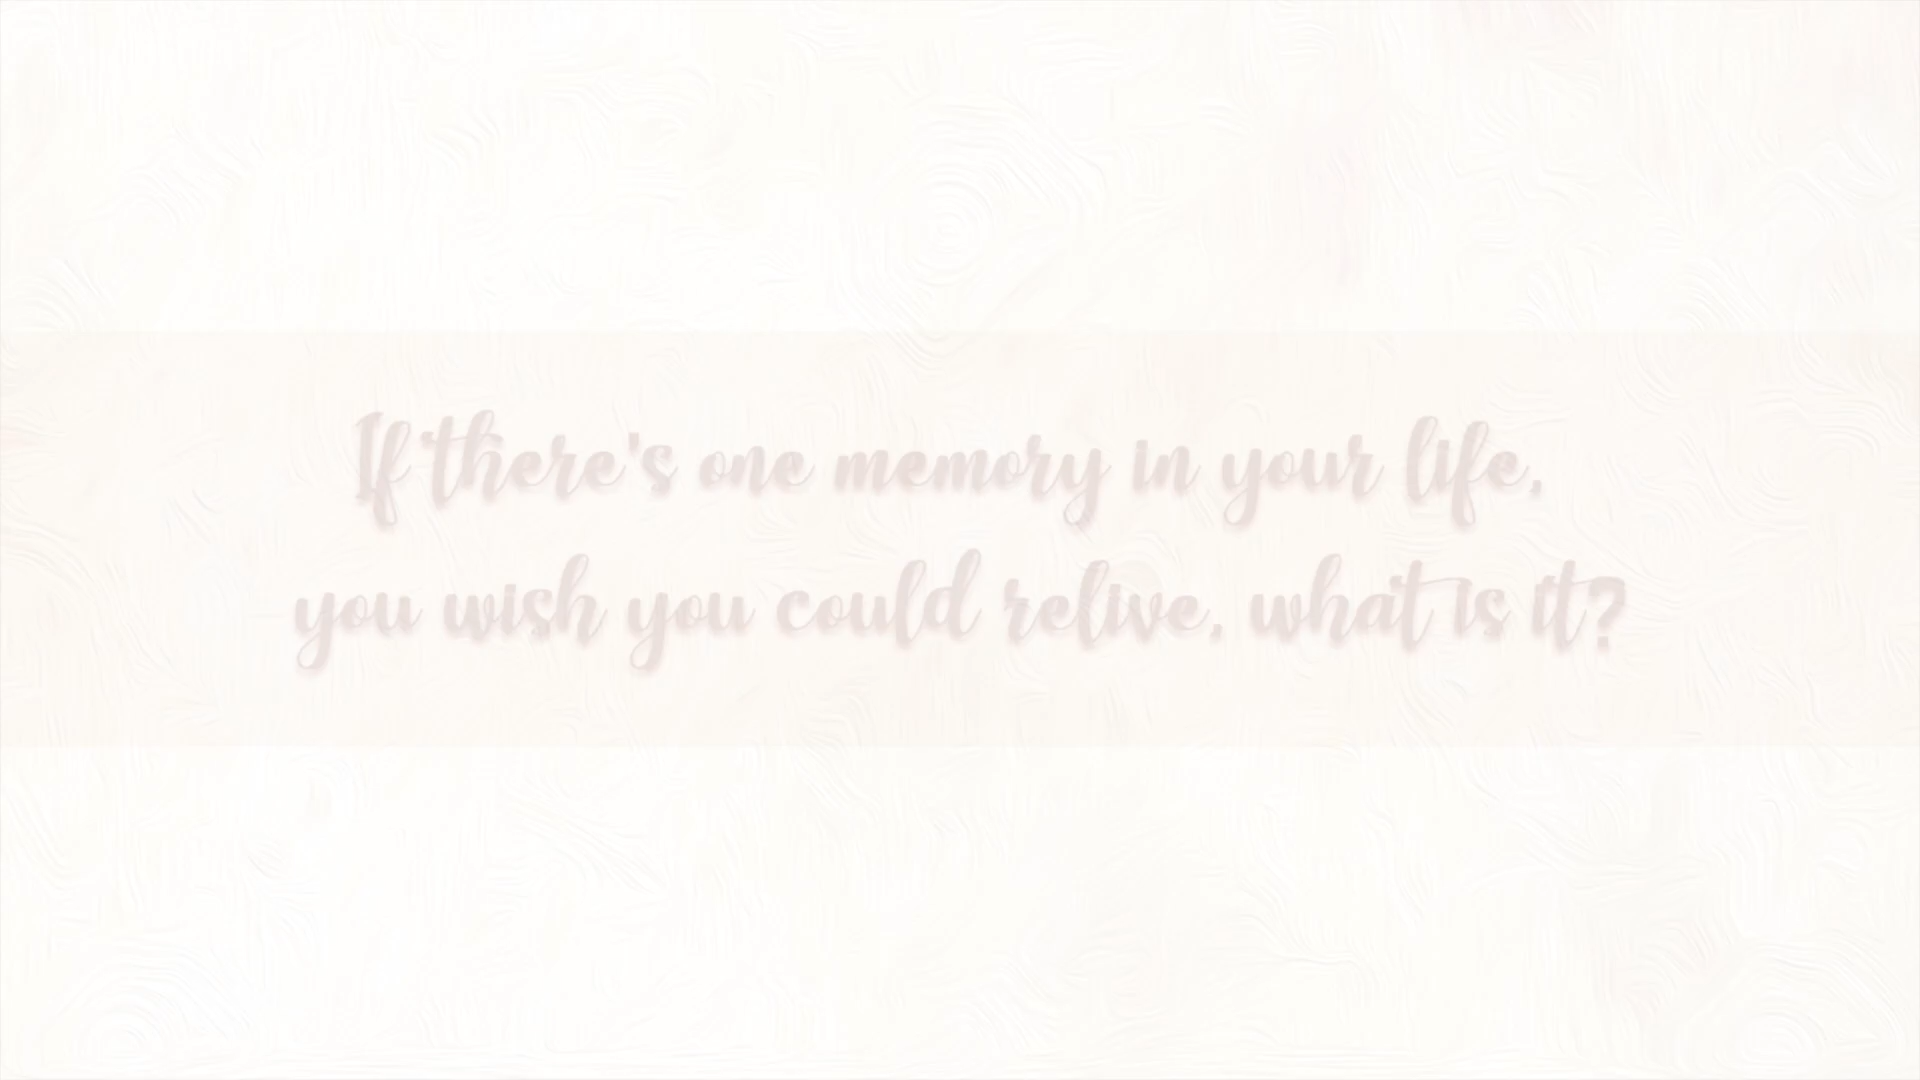 If there's one memory in your life,
you wish you could relive, what is it?